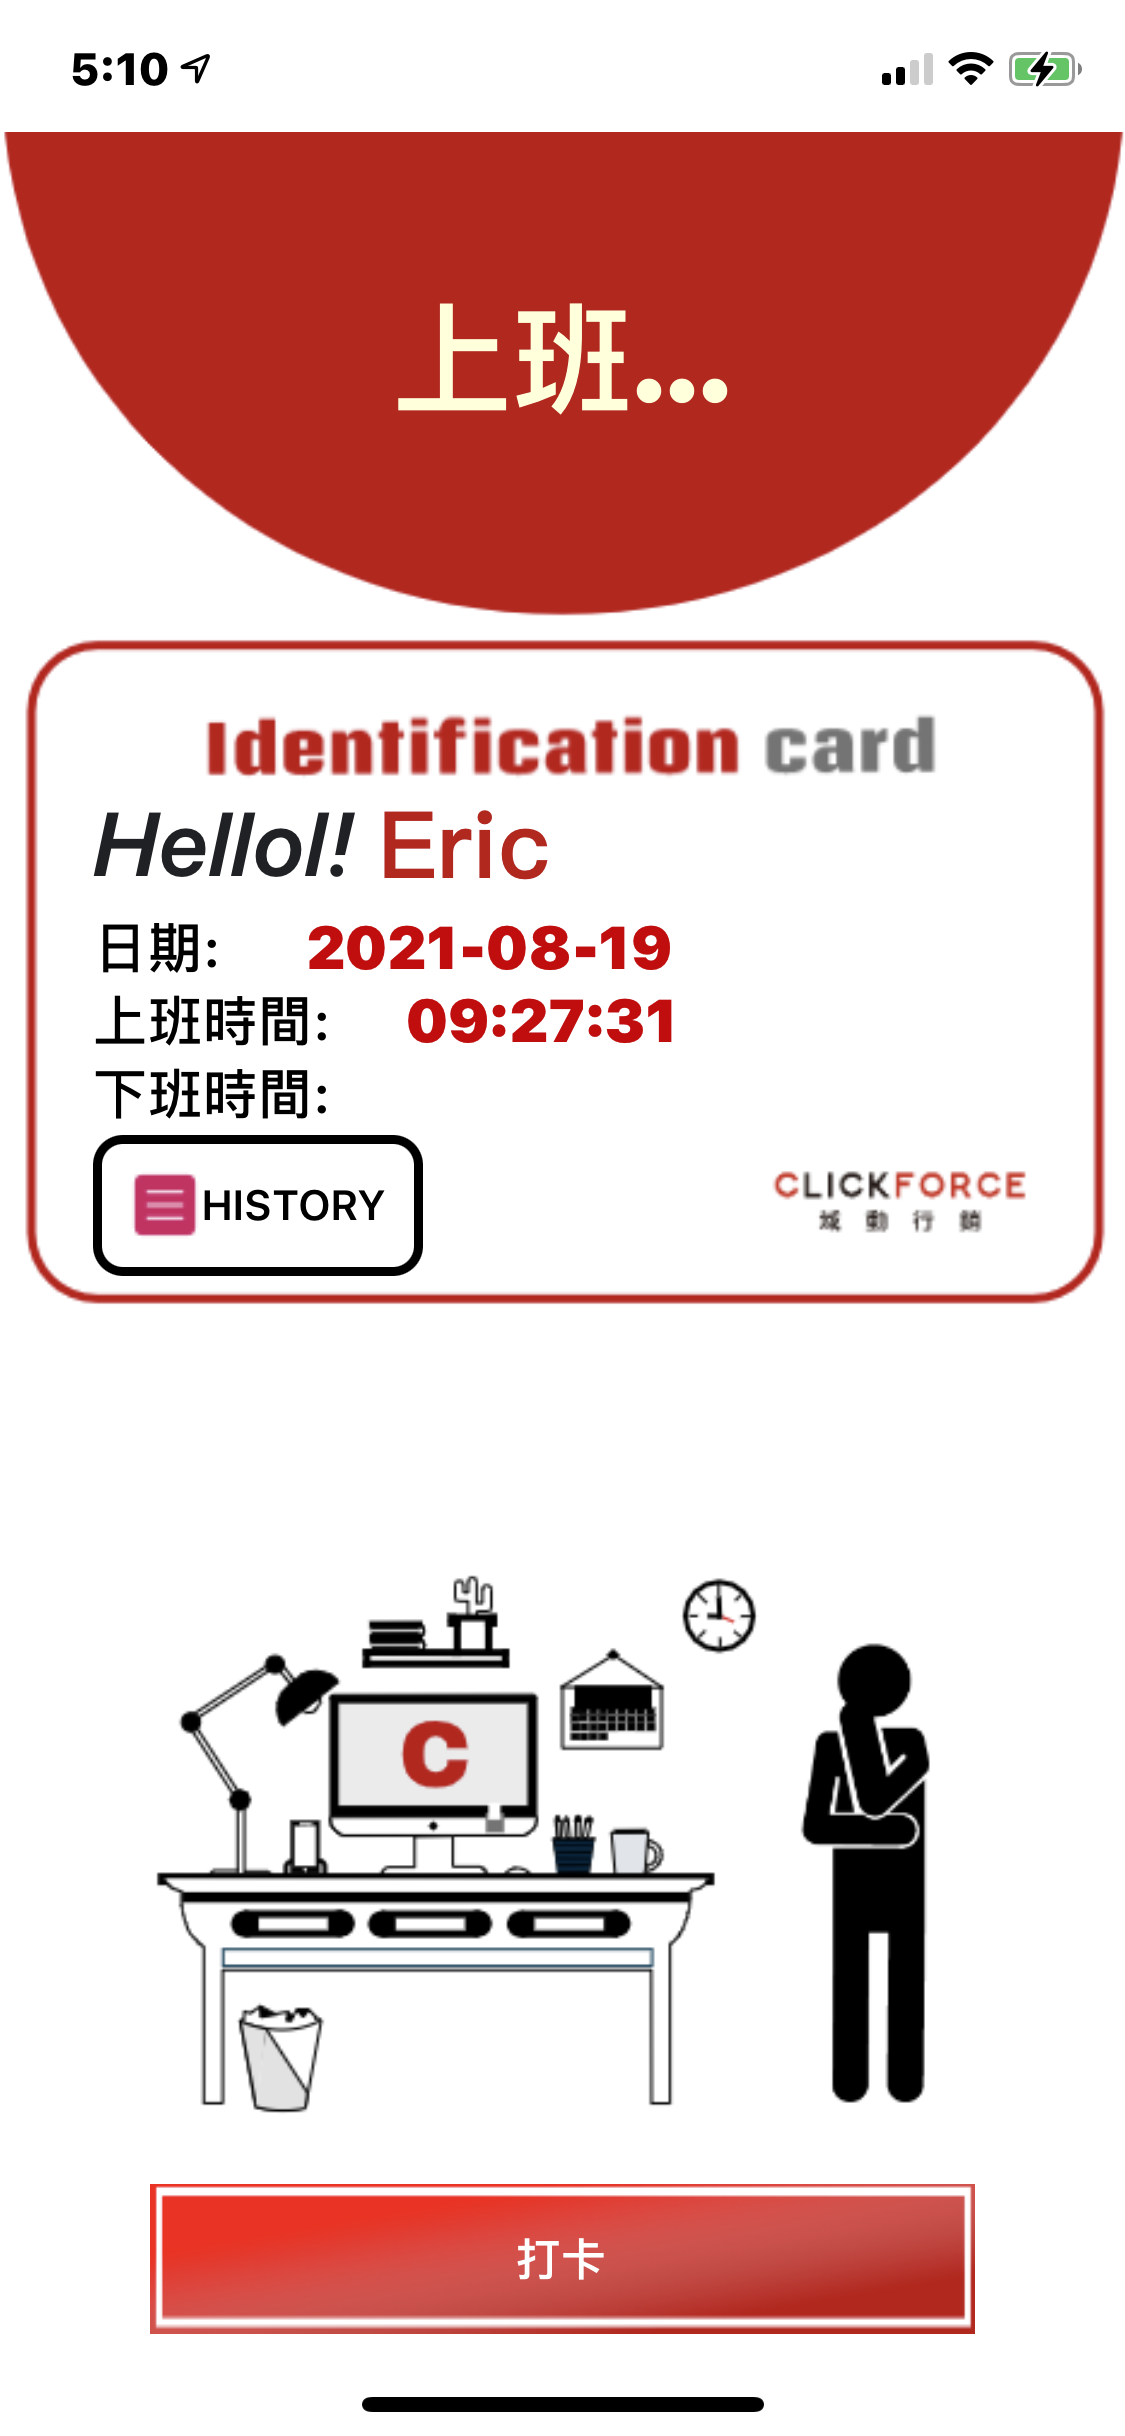 5:10
上班...
Identification card
Hellol! Eric
日期: 2021-08-19
上班時間: 09:27:31
下班時間:
HISTORY
CLICKFORCE
域動行銷
C
打卡